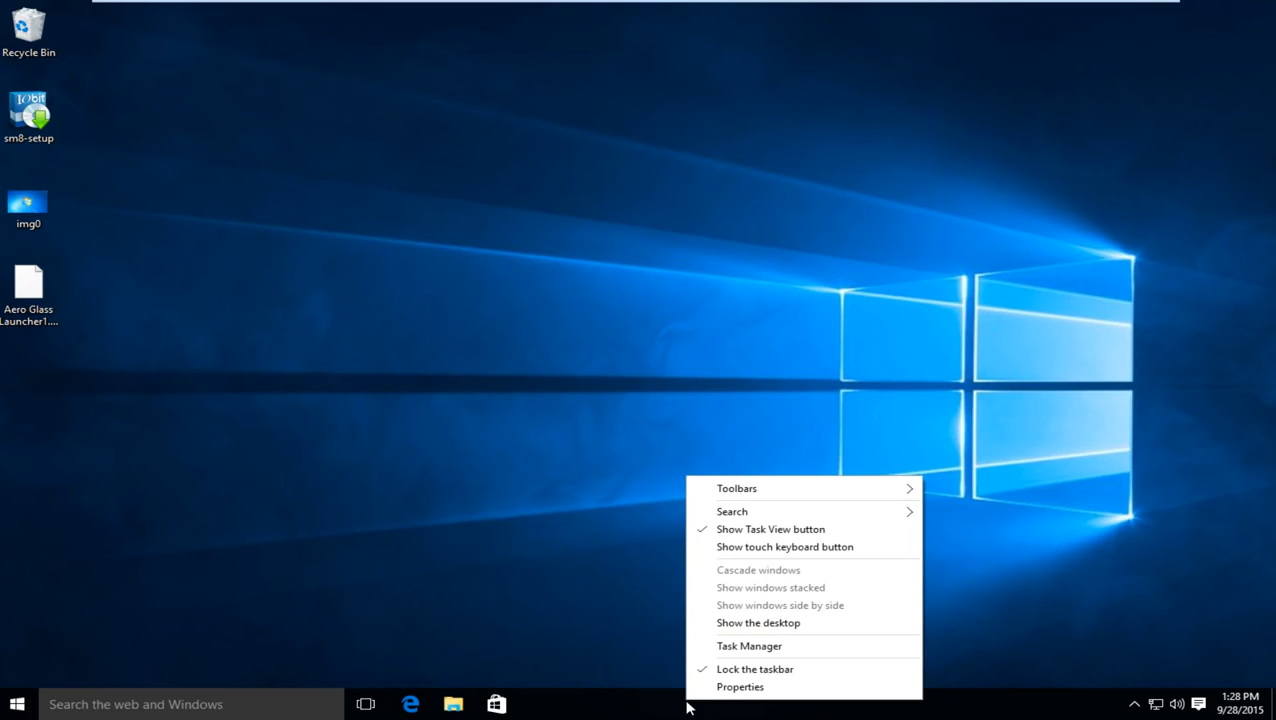 Recycle Bin
IObit
sm8-setup
img0
Aero Glass
Launcher1....
Toolbars
Search
Show Task View button
Show touch keyboard button
Cascade windows
Show windows stacked
Show windows side by side
Show the desktop
Task Manager
Lock the taskbar
Properties
Search the web and Windows
1:28 PM
9/28/2015